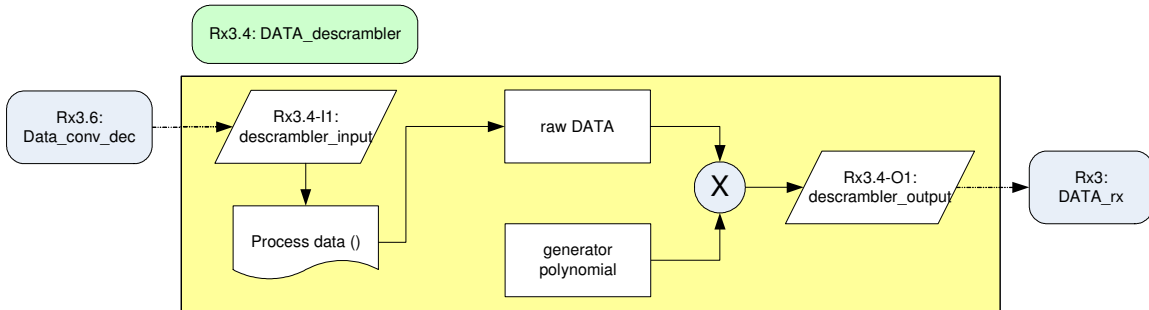 Rx3.4: DATA_descrambler
Rx3.6:
Data_conv_dec
Rx3.4-I1:
descrambler_input
raw DATA
Process data ()
generator
polynomial
X
Rx3.4-O1:
descrambler_output
Rx3:
DATA_rx